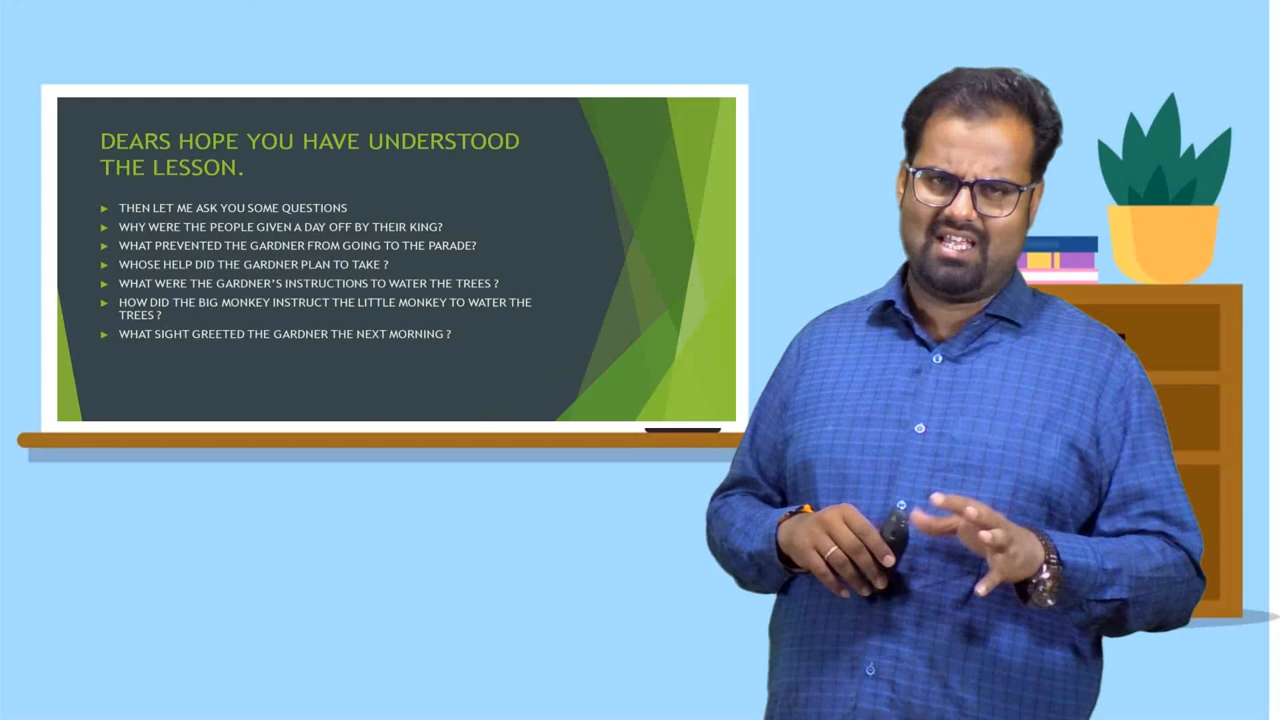 DEARS HOPE YOU HAVE UNDERSTOOD
THE LESSON.
THEN LET ME ASK YOU SOME QUESTIONS
WHY WERE THE PEOPLE GIVEN A DAY OFF BY THEIR KING?
WHAT PREVENTED THE GARDNER FROM GOING TO THE PARADE?
WHOSE HELP DID THE GARDNER PLAN TO TAKE ?
WHAT WERE THE GARDNER'S INSTRUCTIONS TO WATER THE TREES ?
HOW DID THE BIG MONKEY INSTRUCT THE LITTLE MONKEY TO WATER THE
TREES ?
WHAT SIGHT GREETED THE GARDNER THE NEXT MORNING ?